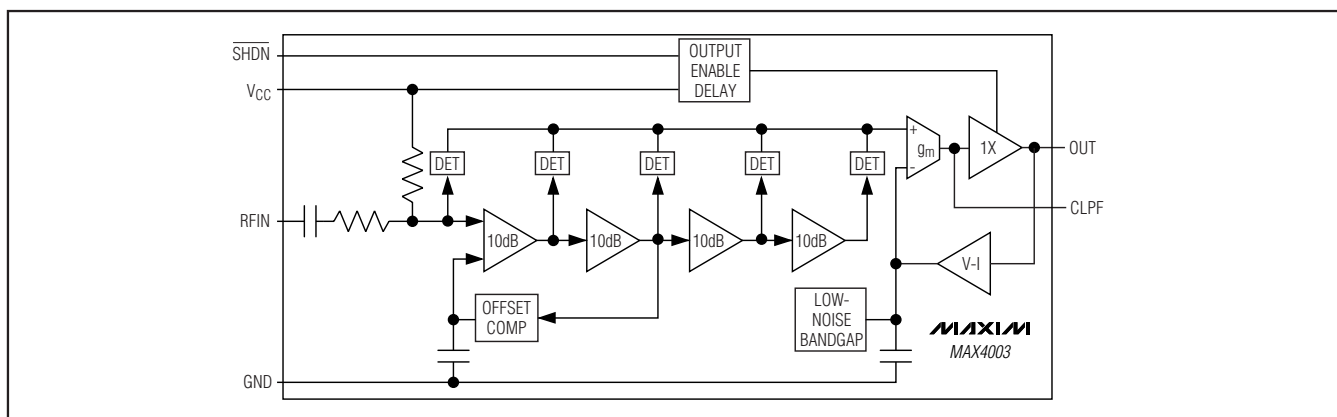 SHDN
OUTPUT
ENABLE
DELAY
VCC
DET
DET
DET
DET
DET
+
gm
-
1X
OUT
CLPF
RFIN
10dB
10dB
10dB
10dB
V-I
OFFSET
COMP
LOW-
NOISE
BANDGAP
MAXIM
MAX4003
GND